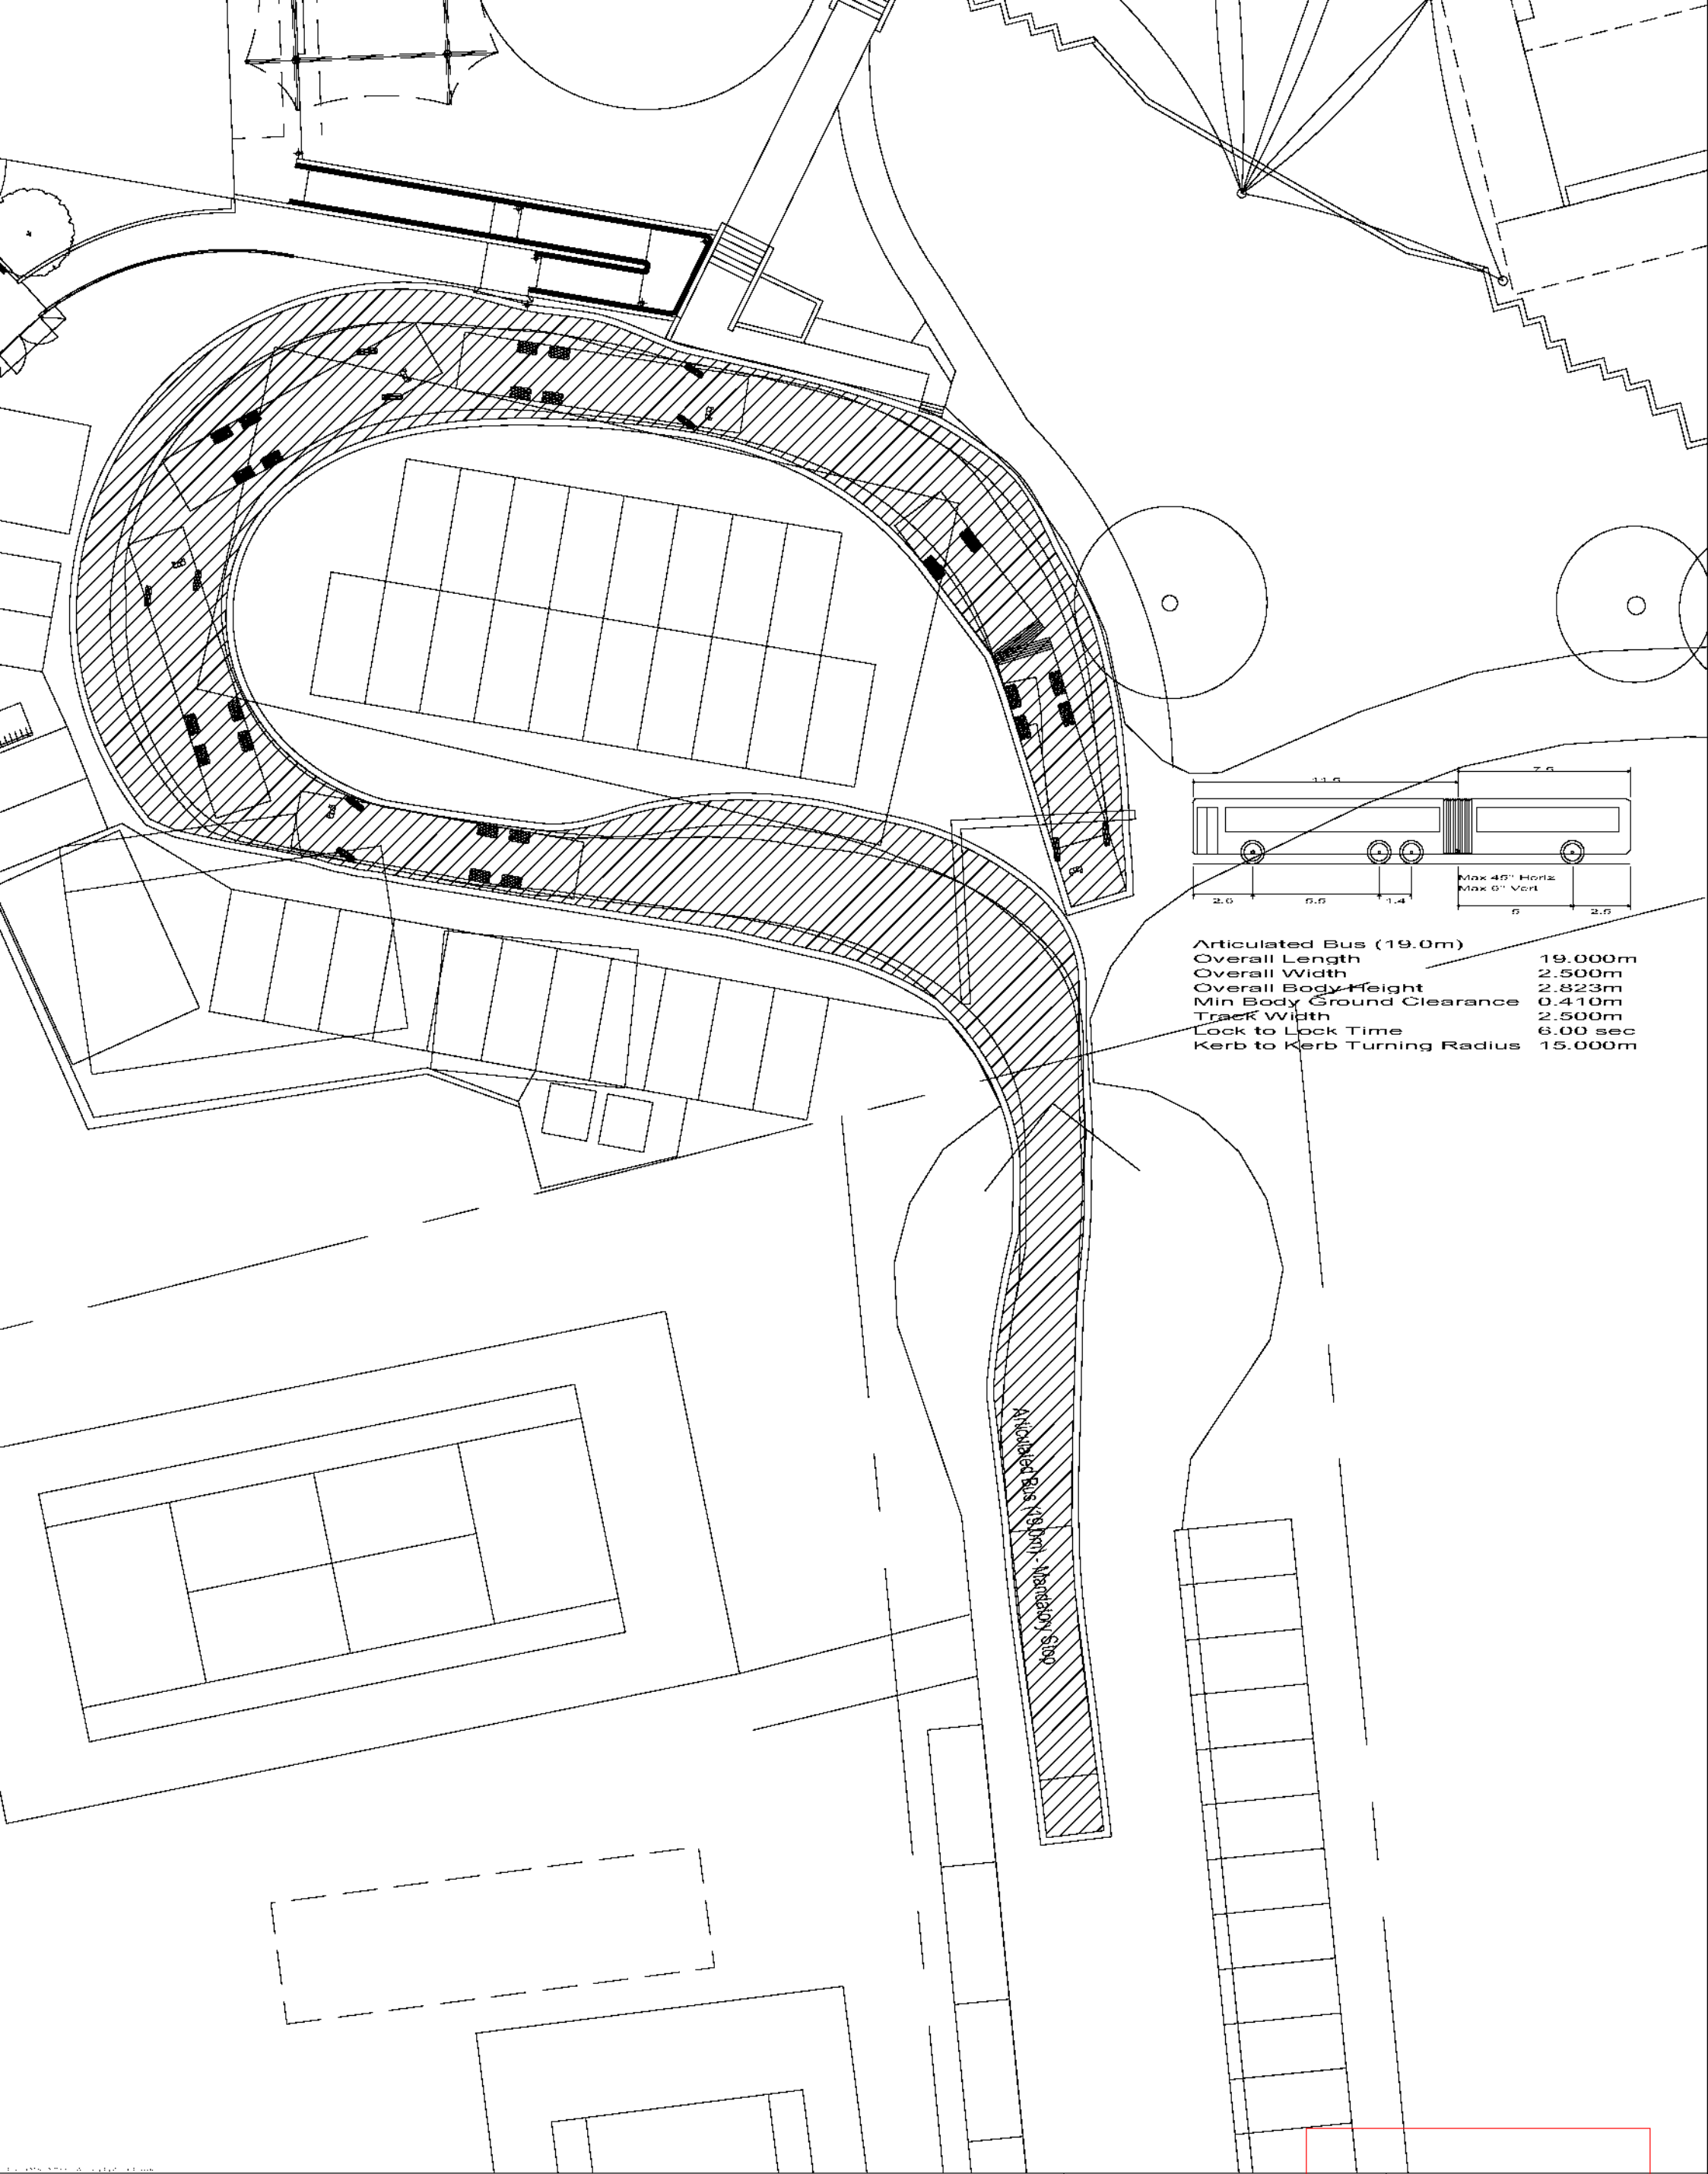 11.5
7.5
Max 45° Horiz
Max 6° Vert
2.6
5.5
1.4
5
2.5
Articulated Bus (19.0m)
Overall Length 19.000m
Overall Width 2.500m
Overall Body Height 2.823m
Min Body Ground Clearance 0.410m
Track Width 2.500m
Lock to Lock Time 6.00 sec
Kerb to Kerb Turning Radius 15.000m
Articulated Bus (19.0m) - Mandatory Stop